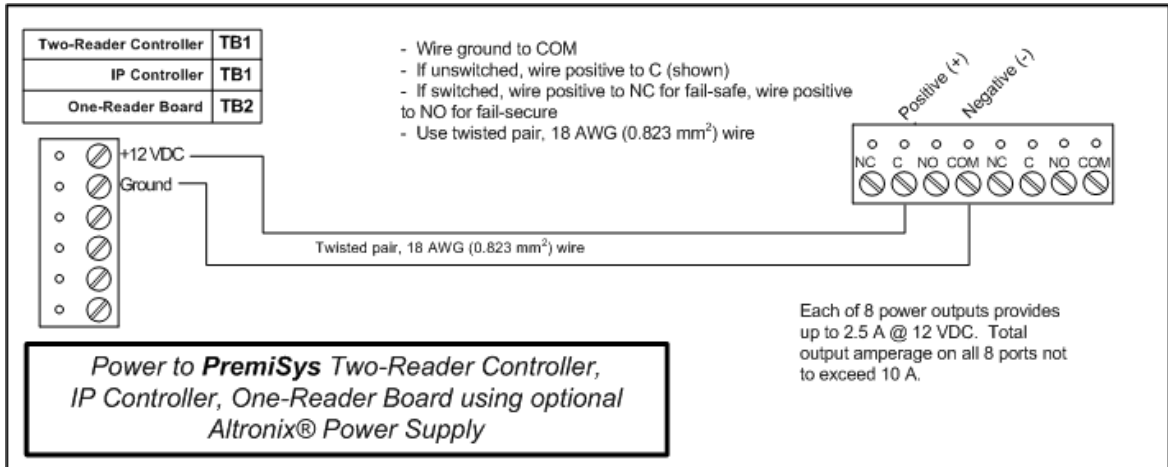 Two-Reader Controller TB1
IP Controller TB1
One-Reader Board TB2
- Wire ground to COM
- If unswitched, wire positive to C (shown)
- If switched, wire positive to NC for fail-safe, wire positive
to NO for fail-secure
- Use twisted pair, 18 AWG (0.823 mm²) wire
Positive (+)
Negative (-)
+12 VDC
Ground
NC C NO COM NC C NO COM
Twisted pair, 18 AWG (0.823 mm²) wire
Each of 8 power outputs provides
up to 2.5 A @ 12 VDC. Total
output amperage on all 8 ports not
to exceed 10 A.
Power to PremiSys Two-Reader Controller,
IP Controller, One-Reader Board using optional
Altronix® Power Supply